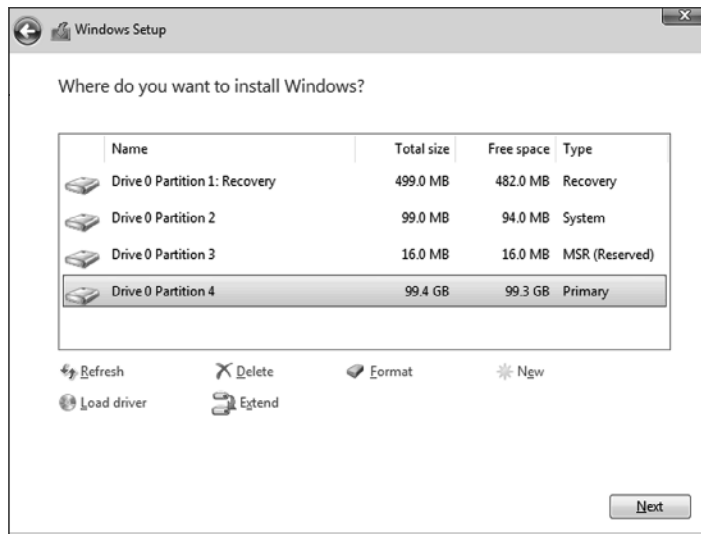 Windows Setup
Where do you want to install Windows?
Name Total size Free space Type
Drive 0 Partition 1: Recovery 499.0 MB 482.0 MB Recovery
Drive 0 Partition 2 99.0 MB 94.0 MB System
Drive 0 Partition 3 16.0 MB 16.0 MB MSR (Reserved)
Drive 0 Partition 4 99.4 GB 99.3 GB Primary
Refresh Delete Format New
Load driver Extend
Next